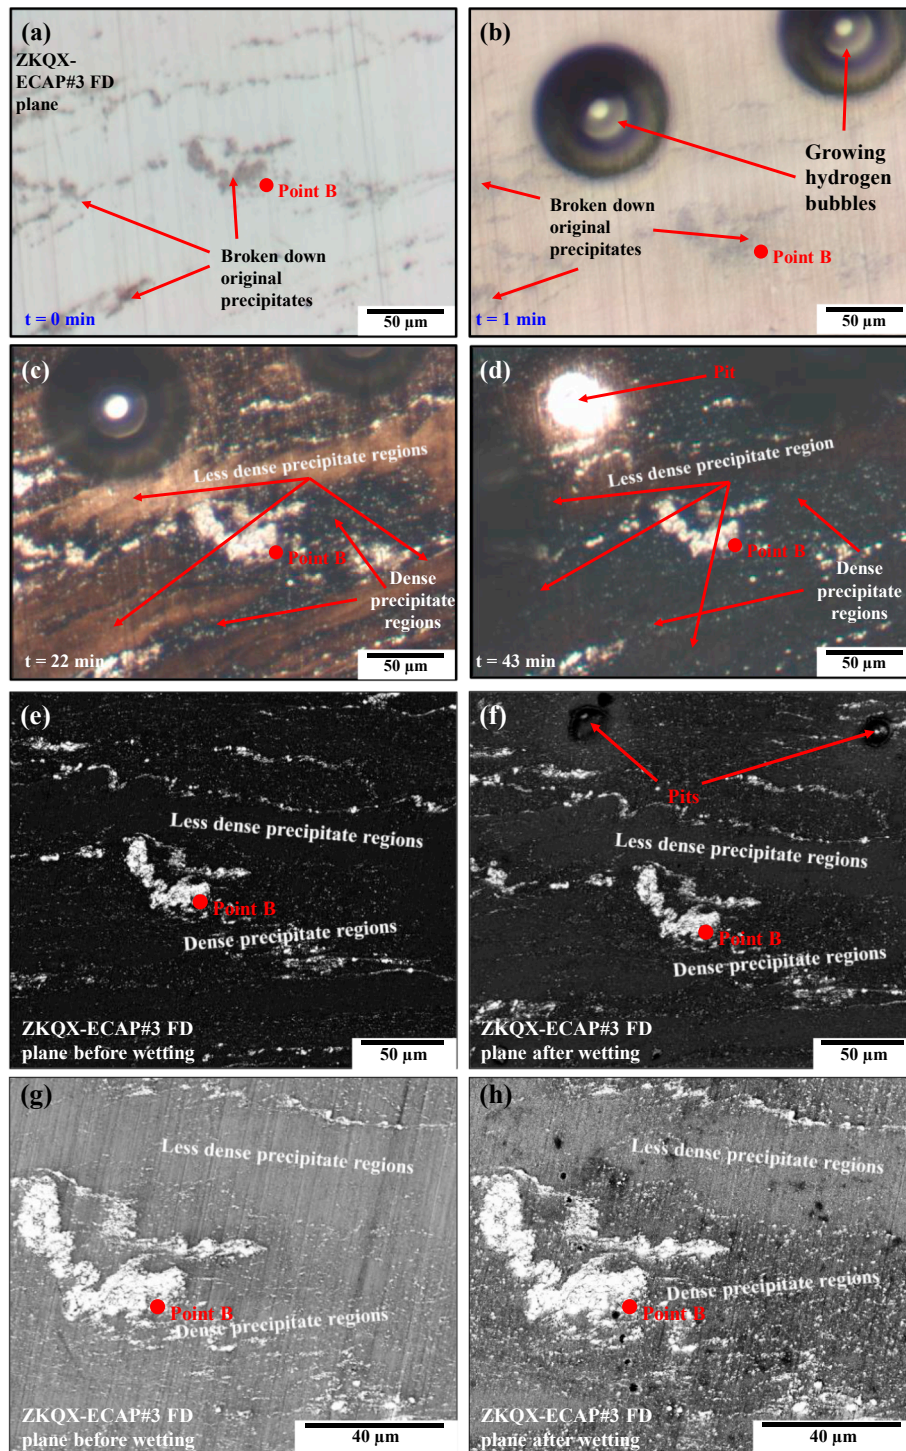 (a)
ZKQX-
ECAP#3 FD
plane
Point B
Broken down
original
precipitates
t = 0 min
50 µm
(b)
Growing
hydrogen
bubbles
Broken down
original
precipitates
Point B
t = 1 min
50 µm
(c)
Less dense precipitate regions
Point B
Dense
precipitate
regions
t = 22 min
50 µm
(d)
Pit
Less dense precipitate region
Point B
Dense
precipitate
regions
t = 43 min
50 µm
(e)
Less dense precipitate regions
Point B
Dense precipitate regions
ZKQX-ECAP#3 FD
plane before wetting
50 µm
(f)
Pits
Less dense precipitate regions
Point B
Dense precipitate regions
ZKQX-ECAP#3 FD
plane after wetting
50 µm
(g)
Less dense precipitate regions
Point B
Dense precipitate regions
ZKQX-ECAP#3 FD
plane before wetting
40 µm
(h)
Less dense precipitate regions
Dense precipitate regions
Point B
ZKQX-ECAP#3 FD
plane after wetting
40 µm